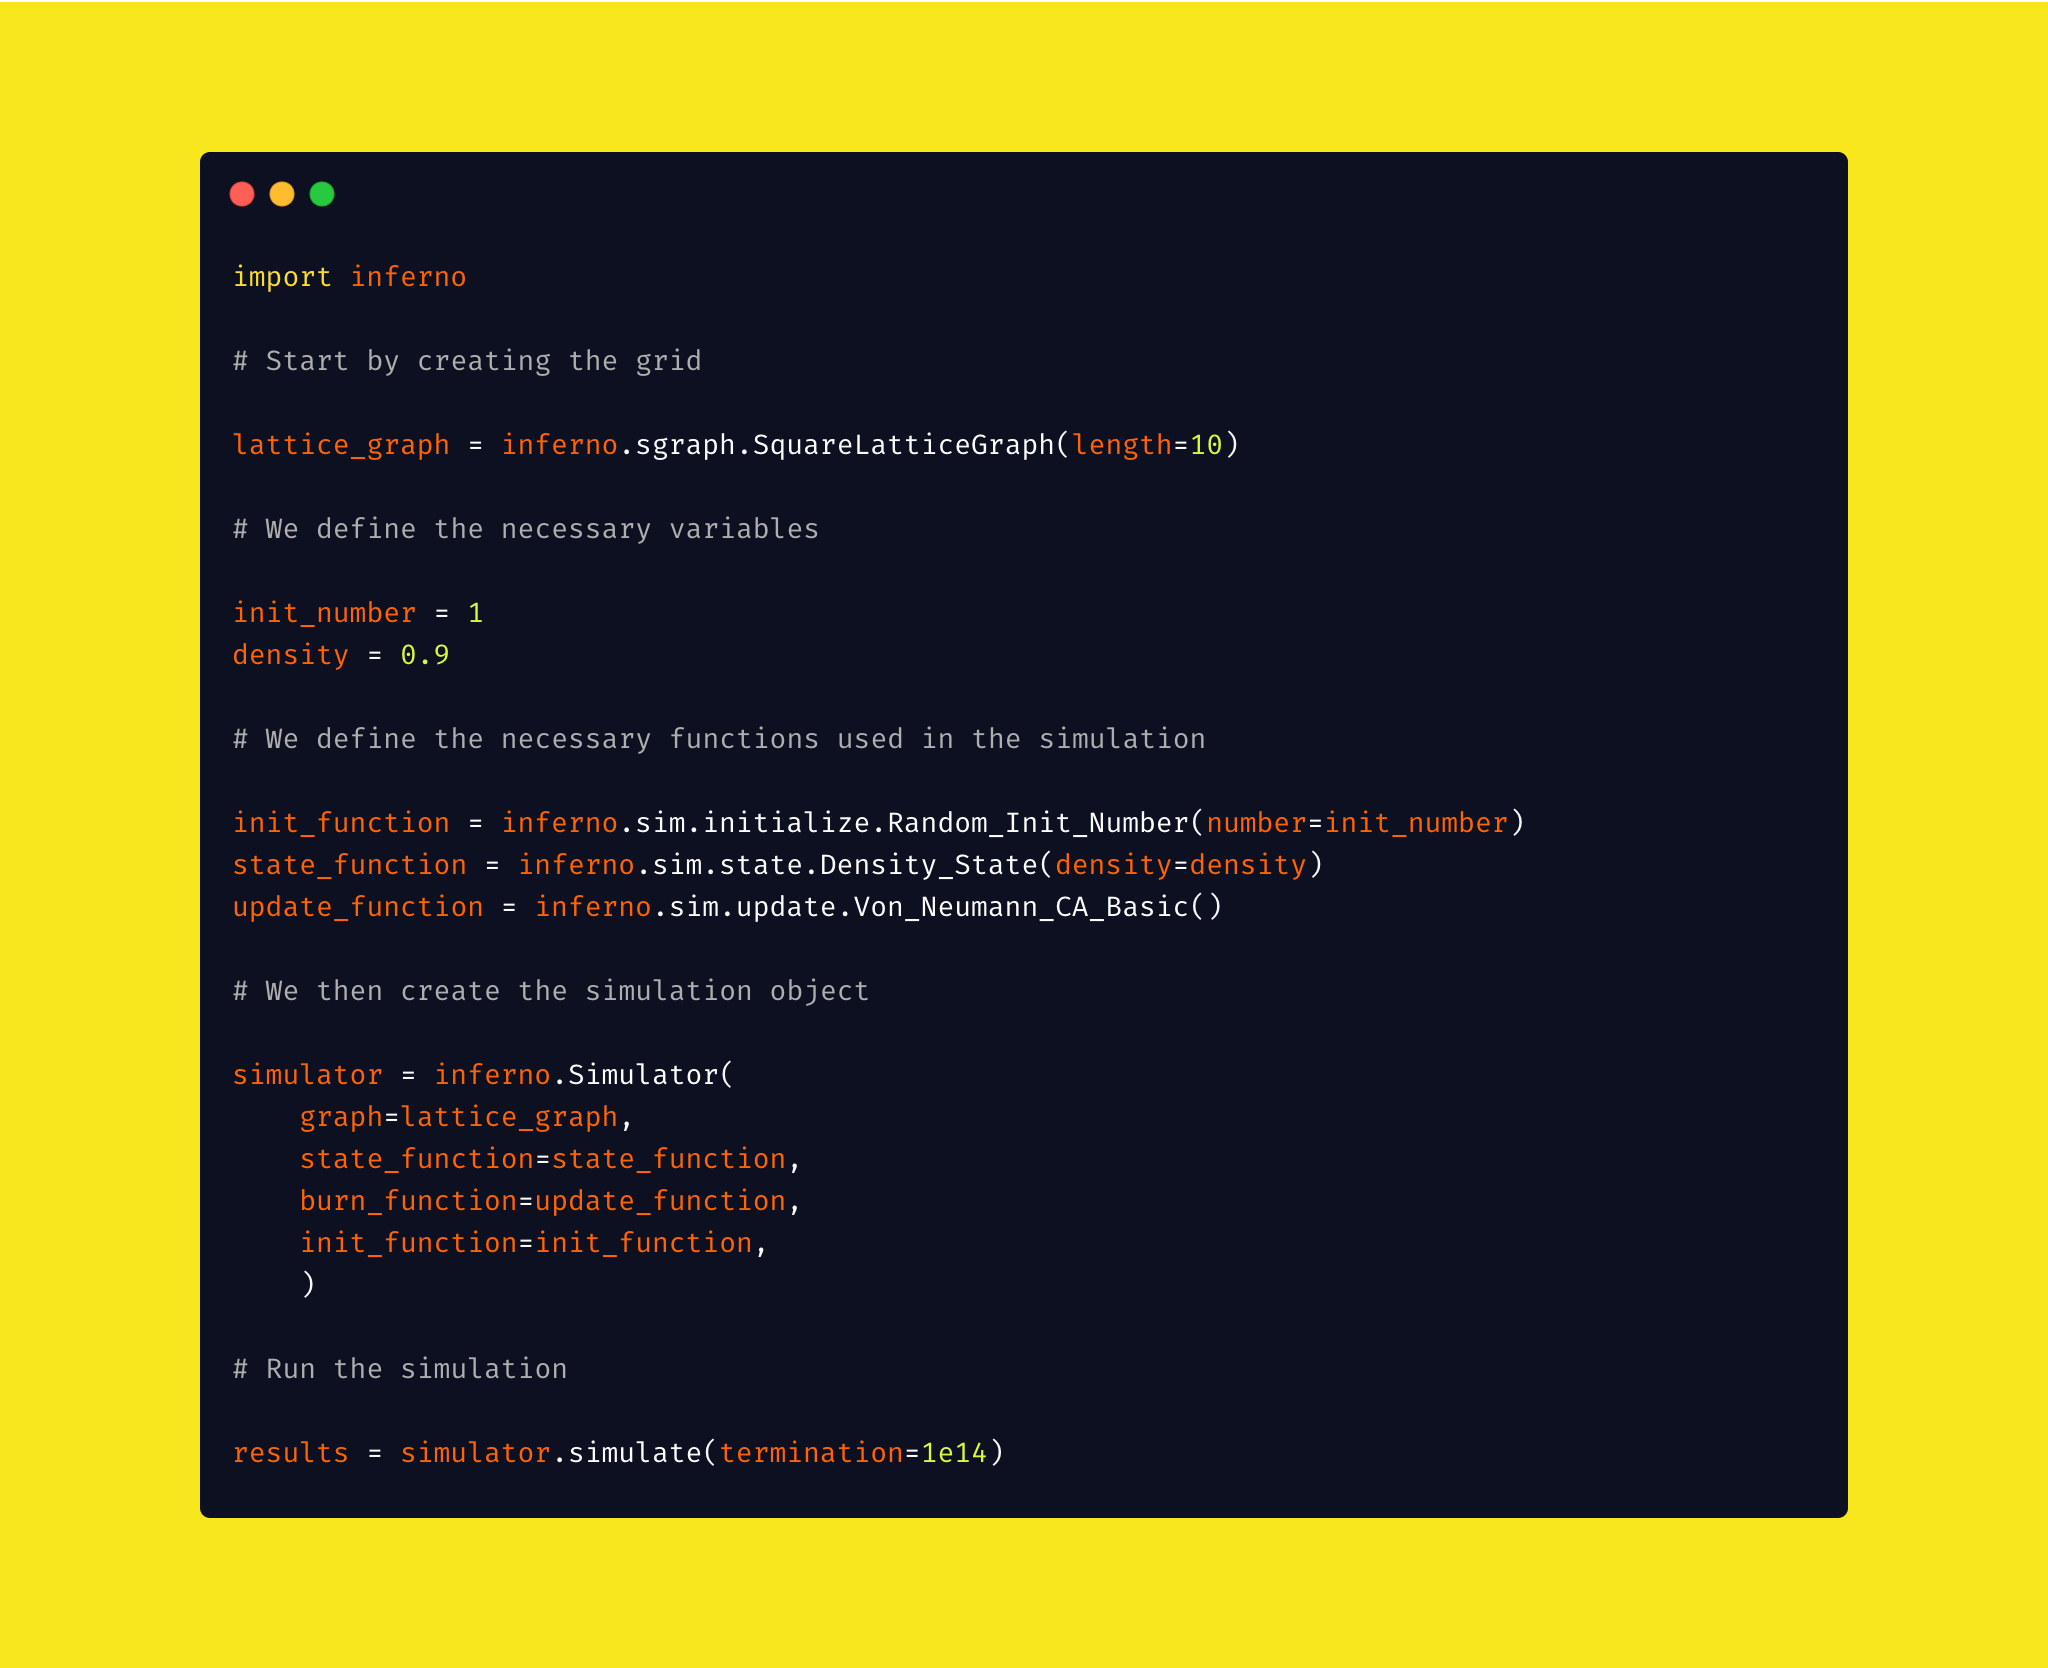 import inferno
# Start by creating the grid
lattice_graph = inferno.sgraph.SquareLatticeGraph(length=10)
# We define the necessary variables
init_number = 1
density = 0.9
# We define the necessary functions used in the simulation
init_function = inferno.sim.initialize.Random_Init_Number(number=init_number)
state_function = inferno.sim.state.Density_State(density=density)
update_function = inferno.sim.update.Von_Neumann_CA_Basic()
# We then create the simulation object
simulator = inferno.Simulator(
    graph=lattice_graph,
    state_function=state_function,
    burn_function=update_function,
    init_function=init_function,
    )
# Run the simulation
results = simulator.simulate(termination=1e14)